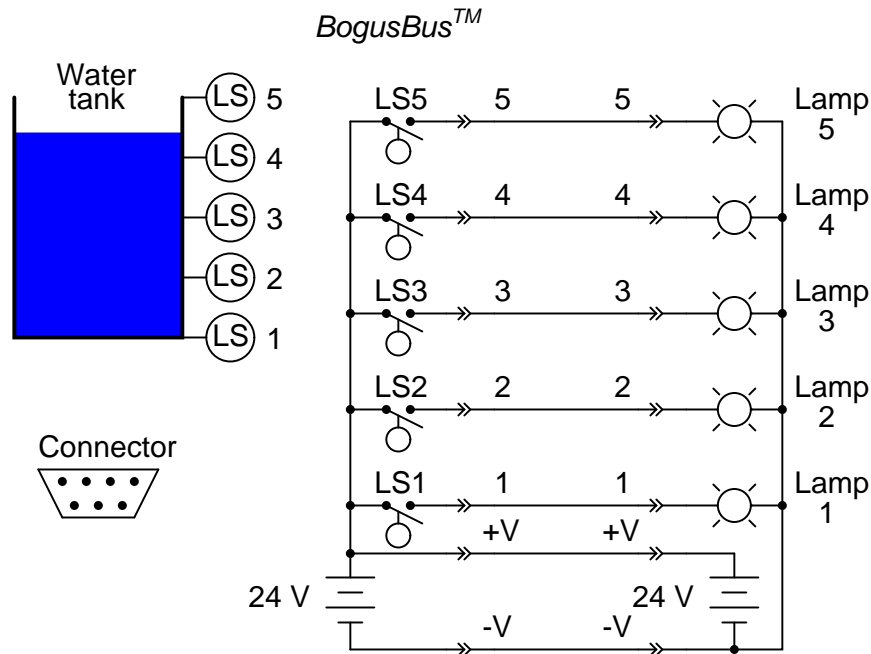 BogusBus™
Water
tank
LS 5
LS 4
LS 3
LS 2
LS 1
Connector
LS5 5 5 Lamp
5
LS4 4 4 Lamp
4
LS3 3 3 Lamp
3
LS2 2 2 Lamp
2
LS1 1 1 Lamp
1
+V +V
24 V 24 V
-V -V